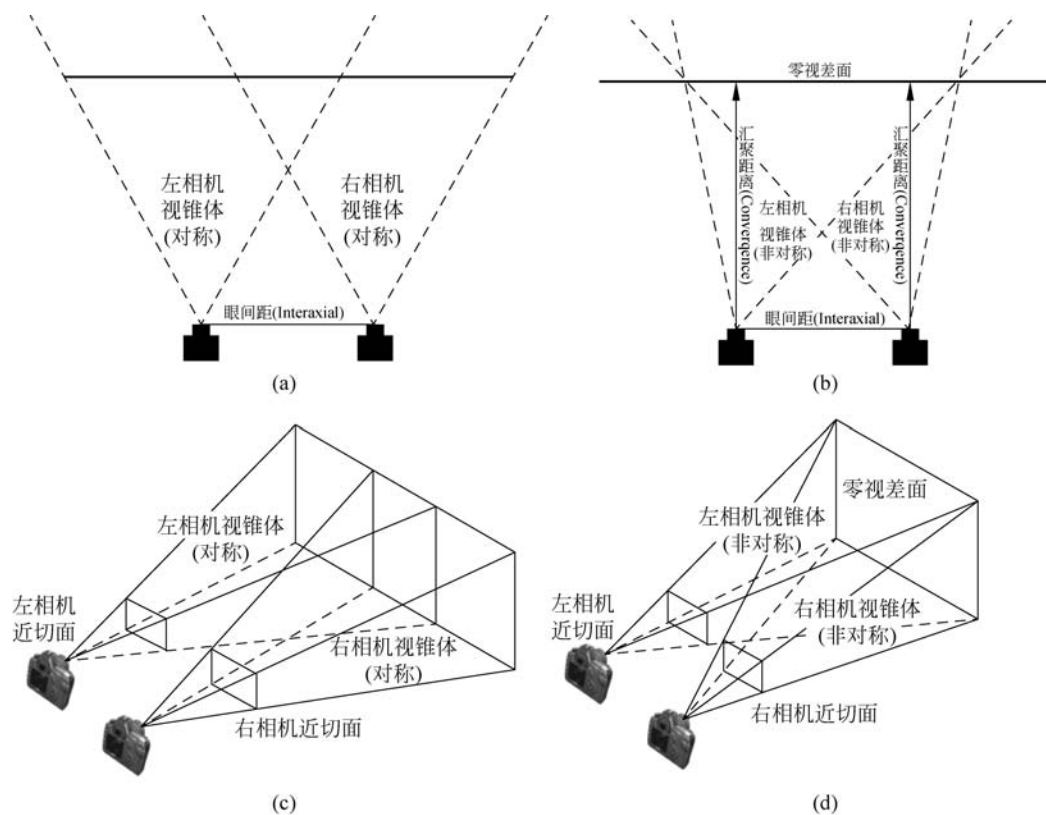 左相机
视锥体
(对称)
右相机
视锥体
(对称)
眼间距(Interaxial)
(a)
零视差面
汇聚距离(Converqence)
左相机
视锥体
(非对称)
右相机
视锥体
(非对称)
汇聚距离(Converqence)
眼间距(Interaxial)
(b)
左相机视锥体
(对称)
左相机
近切面
右相机视锥体
(对称)
右相机近切面
(c)
零视差面
左相机视锥体
(非对称)
左相机
近切面
右相机视锥体
(非对称)
右相机近切面
(d)